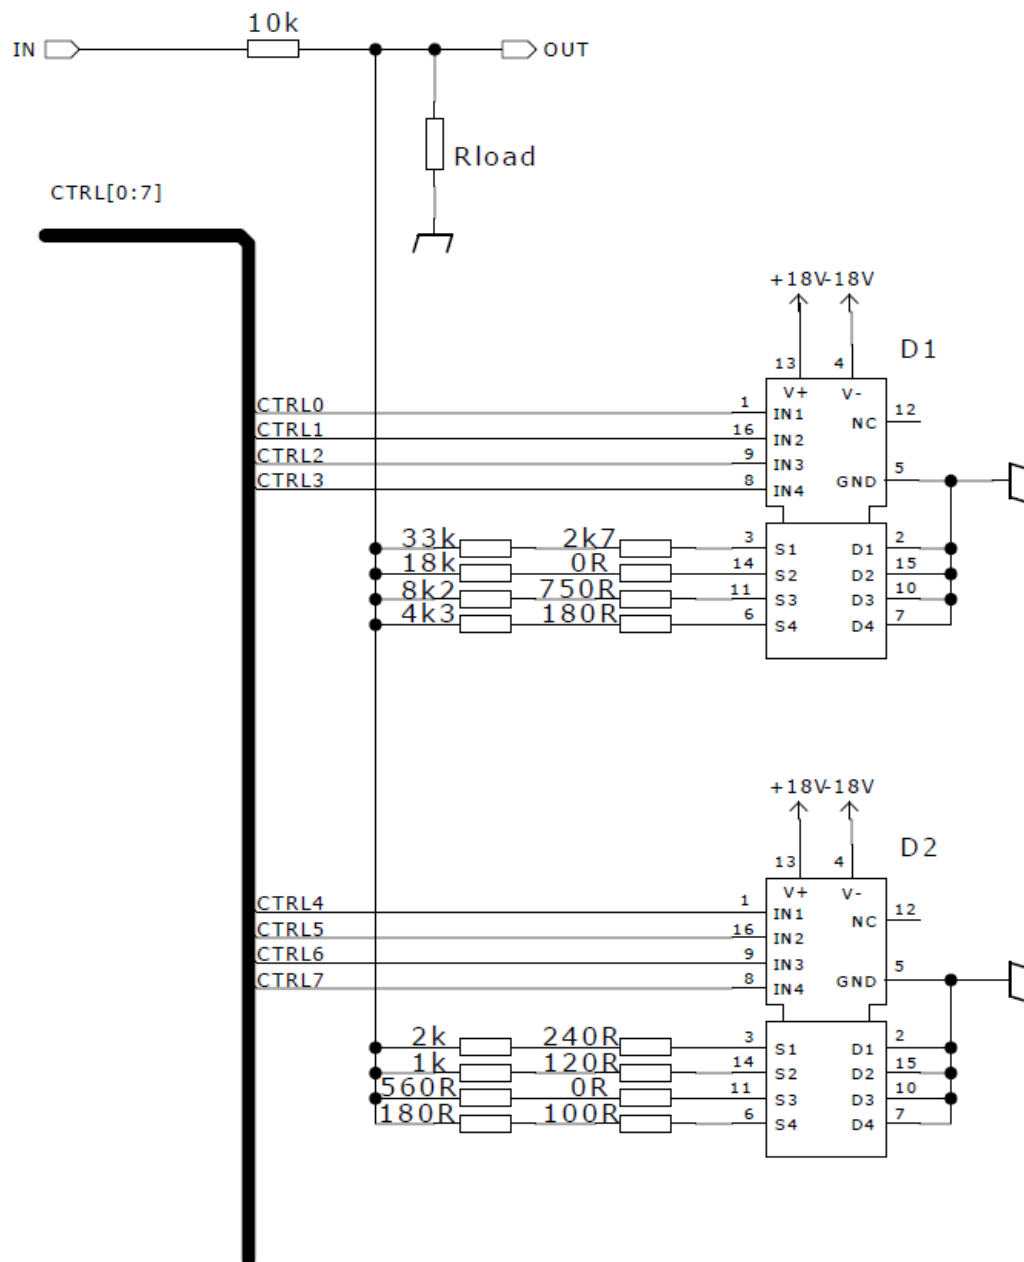 10k
IN OUT
Rload
CTRL[0:7]
+18V -18V
D1
13 4
V+ V-
CTRL0 1 IN1 NC 12
CTRL1 16 IN2
CTRL2 9 IN3 GND 5
CTRL3 8 IN4
33k 2k7 3 S1 D1 2
18k 0R 14 S2 D2 15
8k2 750R 11 S3 D3 10
4k3 180R 6 S4 D4 7
+18V -18V
D2
13 4
V+ V-
CTRL4 1 IN1 NC 12
CTRL5 16 IN2
CTRL6 9 IN3 GND 5
CTRL7 8 IN4
2k 240R 3 S1 D1 2
1k 120R 14 S2 D2 15
560R 0R 11 S3 D3 10
180R 100R 6 S4 D4 7